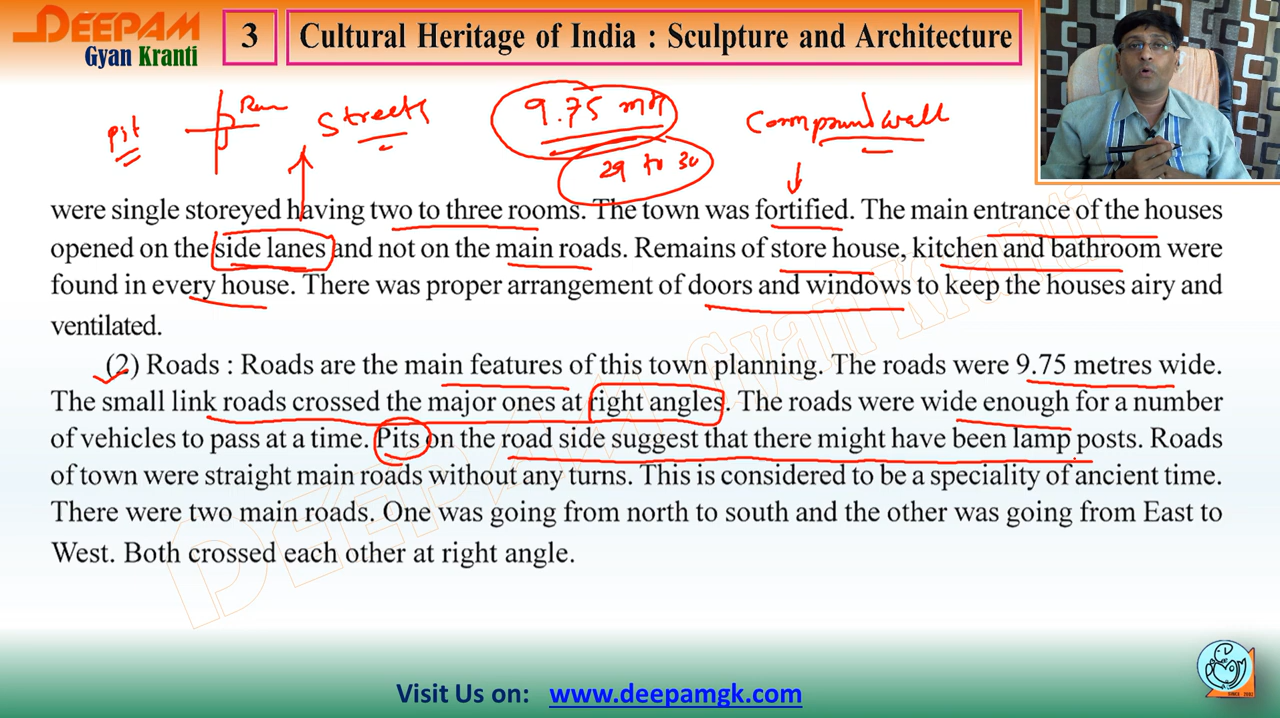 DEEPAM
Gyan Kranti
3
Cultural Heritage of India : Sculpture and Architecture
Pit
Streets
9.75 mtr
29 to 30
Compound wall
were single storeyed having two to three rooms. The town was fortified. The main entrance of the houses
opened on the side lanes and not on the main roads. Remains of store house, kitchen and bathroom were
found in every house. There was proper arrangement of doors and windows to keep the houses airy and
ventilated.
(2) Roads : Roads are the main features of this town planning. The roads were 9.75 metres wide.
The small link roads crossed the major ones at right angles. The roads were wide enough for a number
of vehicles to pass at a time. Pits on the road side suggest that there might have been lamp posts. Roads
of town were straight main roads without any turns. This is considered to be a speciality of ancient time.
There were two main roads. One was going from north to south and the other was going from East to
West. Both crossed each other at right angle.
DEEPAM Gyan Kranti
Visit Us on: www.deepamgk.com